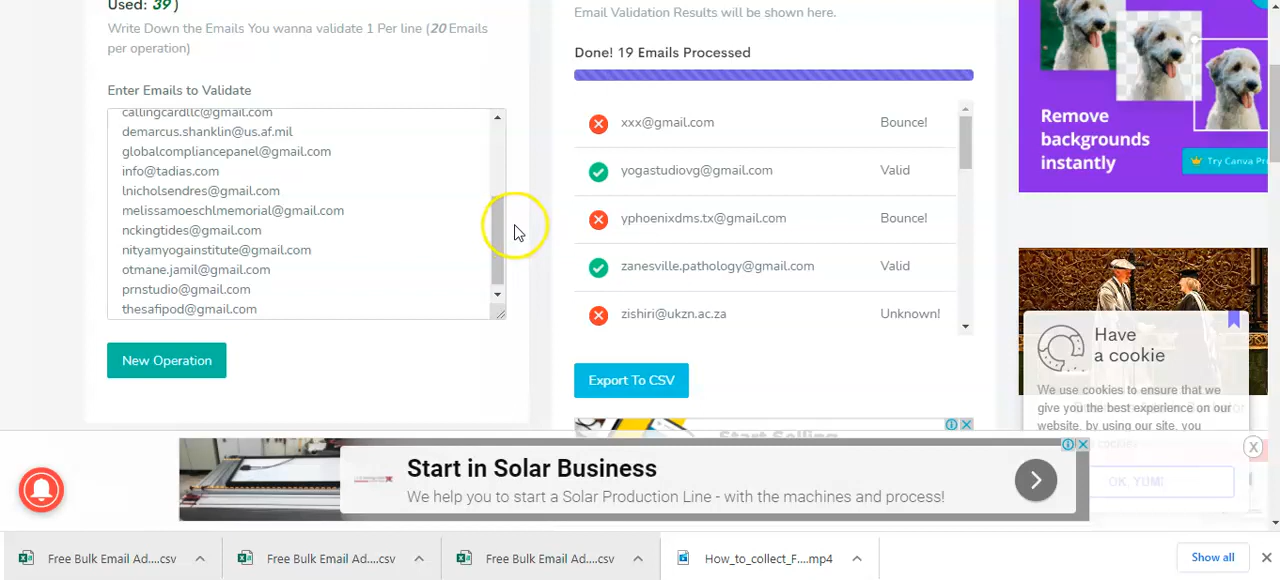 Used: 39 )
Write Down the Emails You wanna validate 1 Per line (20 Emails
per operation)
Enter Emails to Validate
callingcardllc@gmail.com
demarcus.shanklin@us.af.mil
globalcompliancepanel@gmail.com
info@tadias.com
lnicholsendres@gmail.com
melissamoeschlmemorial@gmail.com
nckingtides@gmail.com
nityamyogainstitute@gmail.com
otmane.jamil@gmail.com
prnstudio@gmail.com
thesafipod@gmail.com
New Operation
Email Validation Results will be shown here.
Done! 19 Emails Processed
xxx@gmail.com Bounce!
yogastudiovg@gmail.com Valid
yphoenixdms.tx@gmail.com Bounce!
zanesville.pathology@gmail.com Valid
zishiri@ukzn.ac.za Unknown!
Export To CSV
Start Selling
Remove
backgrounds
instantly
Try Canva Pro
Have
a cookie
We use cookies to ensure that we
give you the best experience on our
website, by using our site, you
cookies
OK, YUM!
Start in Solar Business
We help you to start a Solar Production Line - with the machines and process!
Free Bulk Email Ad....csv
Free Bulk Email Ad....csv
Free Bulk Email Ad....csv
How_to_collect_F....mp4
Show all